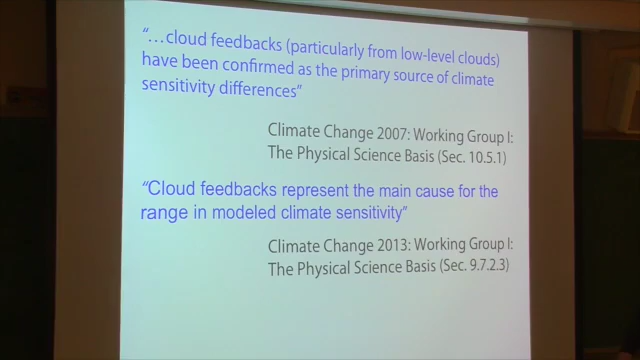 "…cloud feedbacks (particularly from low-level clouds)
have been confirmed as the primary source of climate
sensitivity differences"
Climate Change 2007: Working Group I:
The Physical Science Basis (Sec. 10.5.1)
"Cloud feedbacks represent the main cause for the
range in modeled climate sensitivity"
Climate Change 2013: Working Group I:
The Physical Science Basis (Sec. 9.7.2.3)